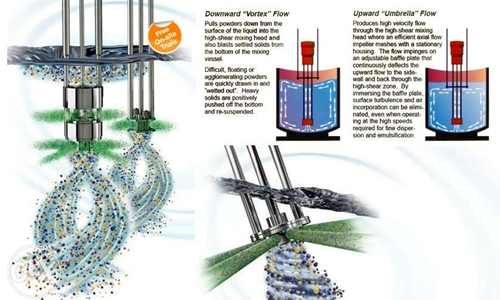 Free
On-site
Trials
Downward "Vortex" Flow
Pulls powders down from the
surface of the liquid into the
high-shear mixing head and
also blasts settled solids from
the bottom of the mixing
vessel.
Difficult, floating or
agglomerating powders
are quickly drawn in and
"wetted out". Heavy
solids are positively
pushed off the bottom
and re-suspended.
Upward "Umbrella" Flow
Produces high velocity flow
through the high-shear mixing
head where an efficient axial flow
impeller meshes with a stationary
housing. The flow impinges on
an adjustable baffle plate that
continuously deflects the
upward flow to the side-
wall and back through the
high-shear zone. By
immersing the baffle plate,
surface turbulence and air
incorporation can be elimi-
nated, even when operat-
ing at the high speeds
required for fine disper-
sion and emulsification.
OLX